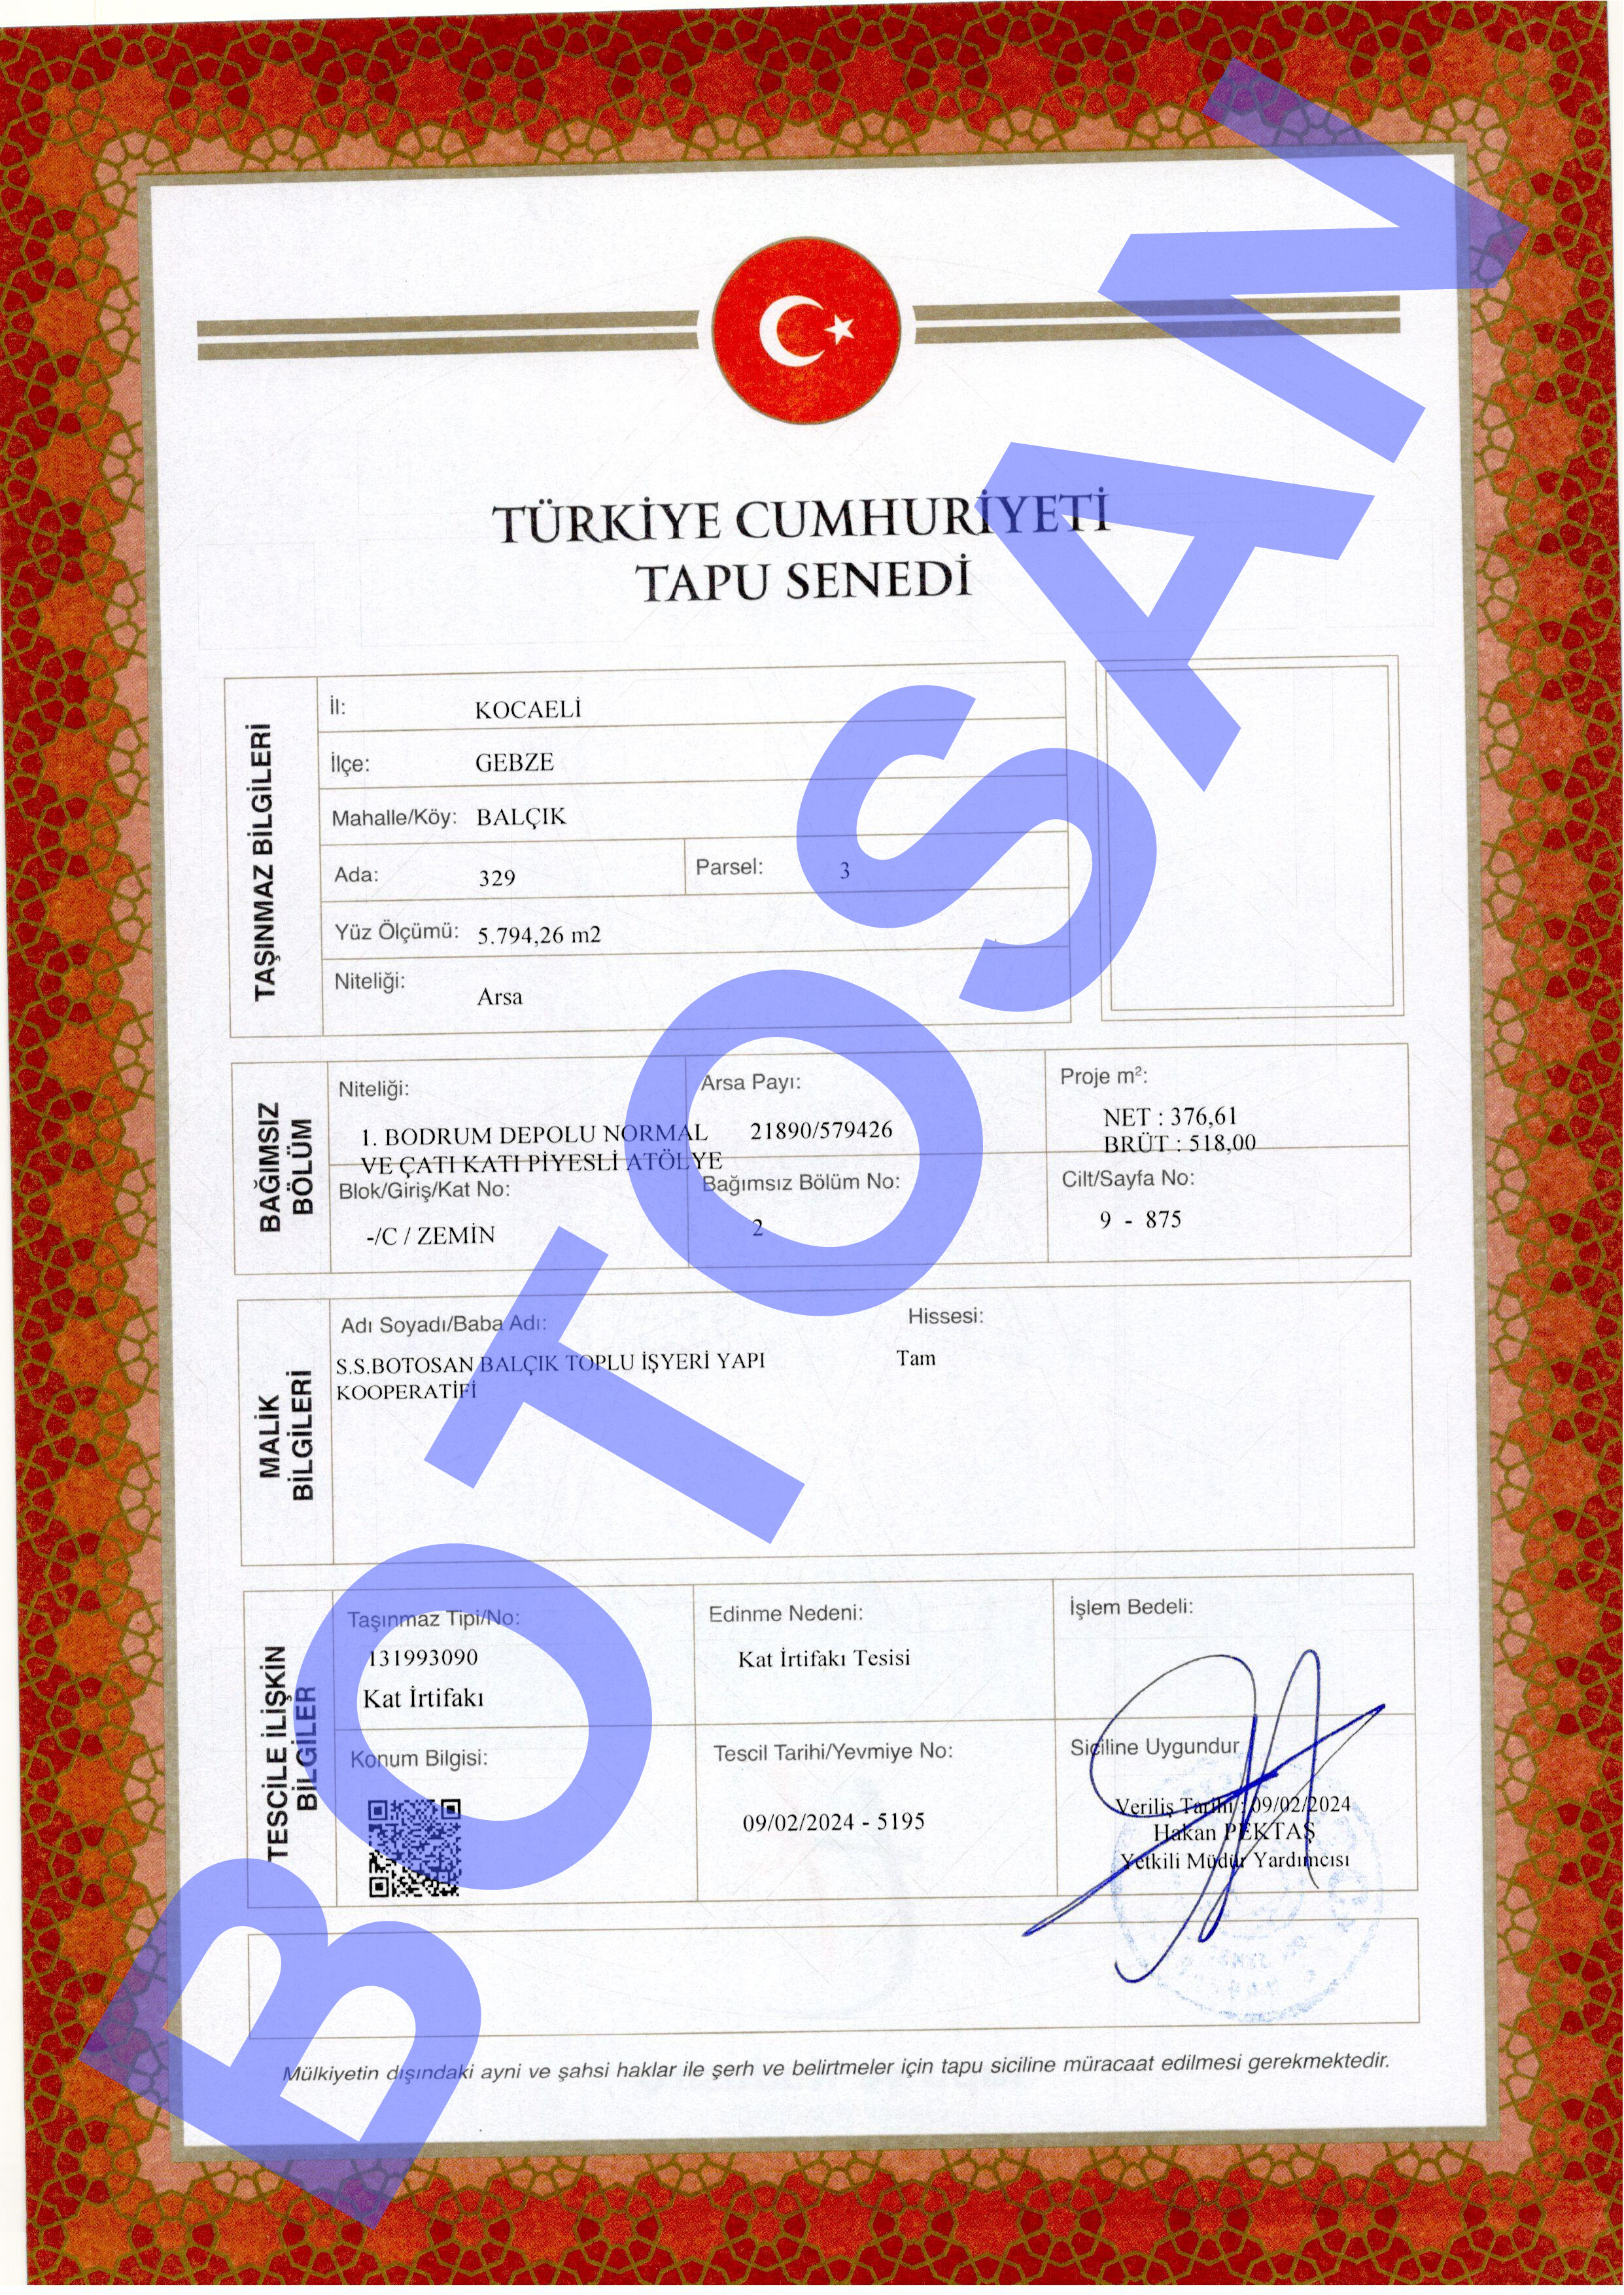 TÜRKİYE CUMHURİYETİ
TAPU SENEDİ
TAŞINMAZ BİLGİLERİ
İl: KOCAELİ
İlçe: GEBZE
Mahalle/Köy: BALÇIK
Ada: 329 Parsel: 3
Yüz Ölçümü: 5.794,26 m2
Niteliği: Arsa
BAĞIMSIZ
BÖLÜM
Niteliği:
1. BODRUM DEPOLU NORMAL
VE ÇATI KATI PİYESLİ ATÖLYE
Arsa Payı:
21890/579426
Proje m²:
NET : 376,61
BRÜT : 518,00
Blok/Giriş/Kat No:
-/C / ZEMİN
Bağımsız Bölüm No:
2
Cilt/Sayfa No:
9 - 875
MALİK
BİLGİLERİ
Adı Soyadı/Baba Adı:
S.S.BOTOSAN BALÇIK TOPLU İŞYERİ YAPI
KOOPERATİFİ
Hissesi:
Tam
TESCİLE İLİŞKİN
BİLGİLER
Taşınmaz Tipi/No:
131993090
Kat İrtifakı
Edinme Nedeni:
Kat İrtifakı Tesisi
İşlem Bedeli:
Konum Bilgisi:
Tescil Tarihi/Yevmiye No:
09/02/2024 - 5195
Siciline Uygundur
Veriliş Tarihi : 09/02/2024
Hakan PEKTAŞ
Yetkili Müdür Yardımcısı
Mülkiyetin dışındaki ayni ve şahsi haklar ile şerh ve belirtmeler için tapu siciline müracaat edilmesi gerekmektedir.
BOTOSAN